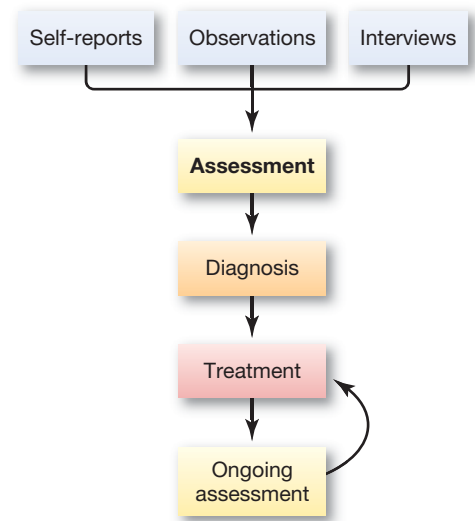 Self-reports
Observations
Interviews
Assessment
Diagnosis
Treatment
Ongoing
assessment